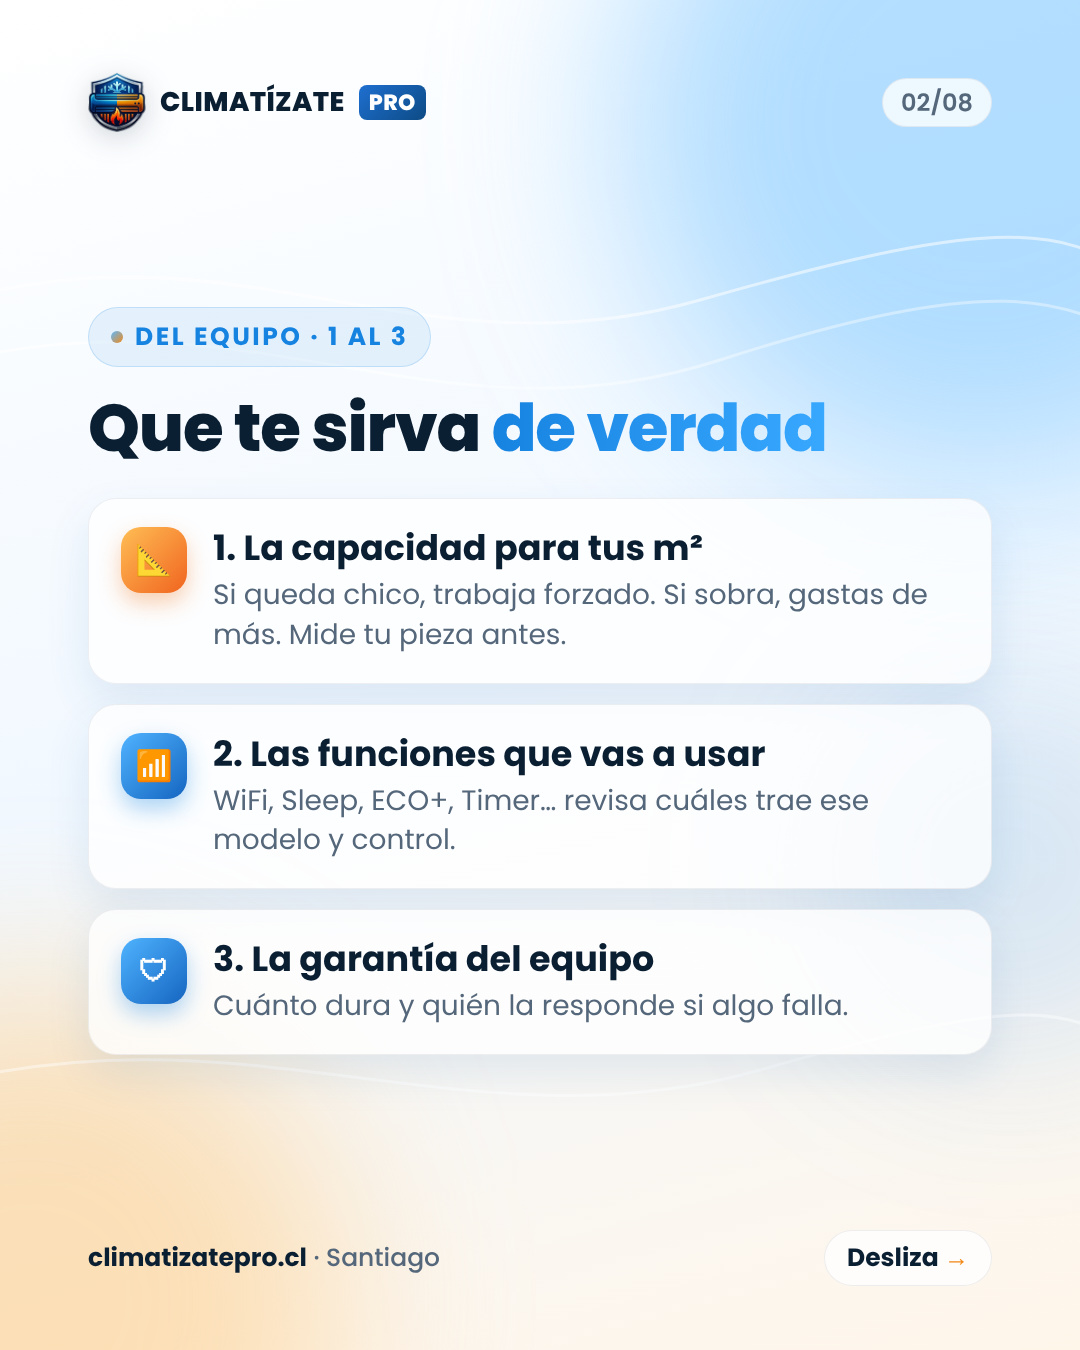 CLIMATÍZATE PRO
02/08
DEL EQUIPO · 1 AL 3
Que te sirva de verdad
1. La capacidad para tus m²
Si queda chico, trabaja forzado. Si sobra, gastas de
más. Mide tu pieza antes.
2. Las funciones que vas a usar
WiFi, Sleep, ECO+, Timer... revisa cuáles trae ese
modelo y control.
3. La garantía del equipo
Cuánto dura y quién la responde si algo falla.
climatizatepro.cl · Santiago
Desliza →